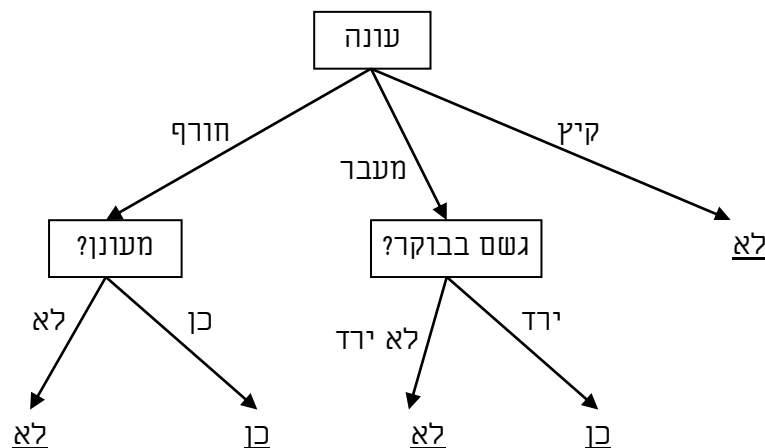 עונה
חורף
מעבר
קיץ
מעונן?
גשם בבוקר?
לא
לא
כן
לא ירד
ירד
לא
כן
לא
כן